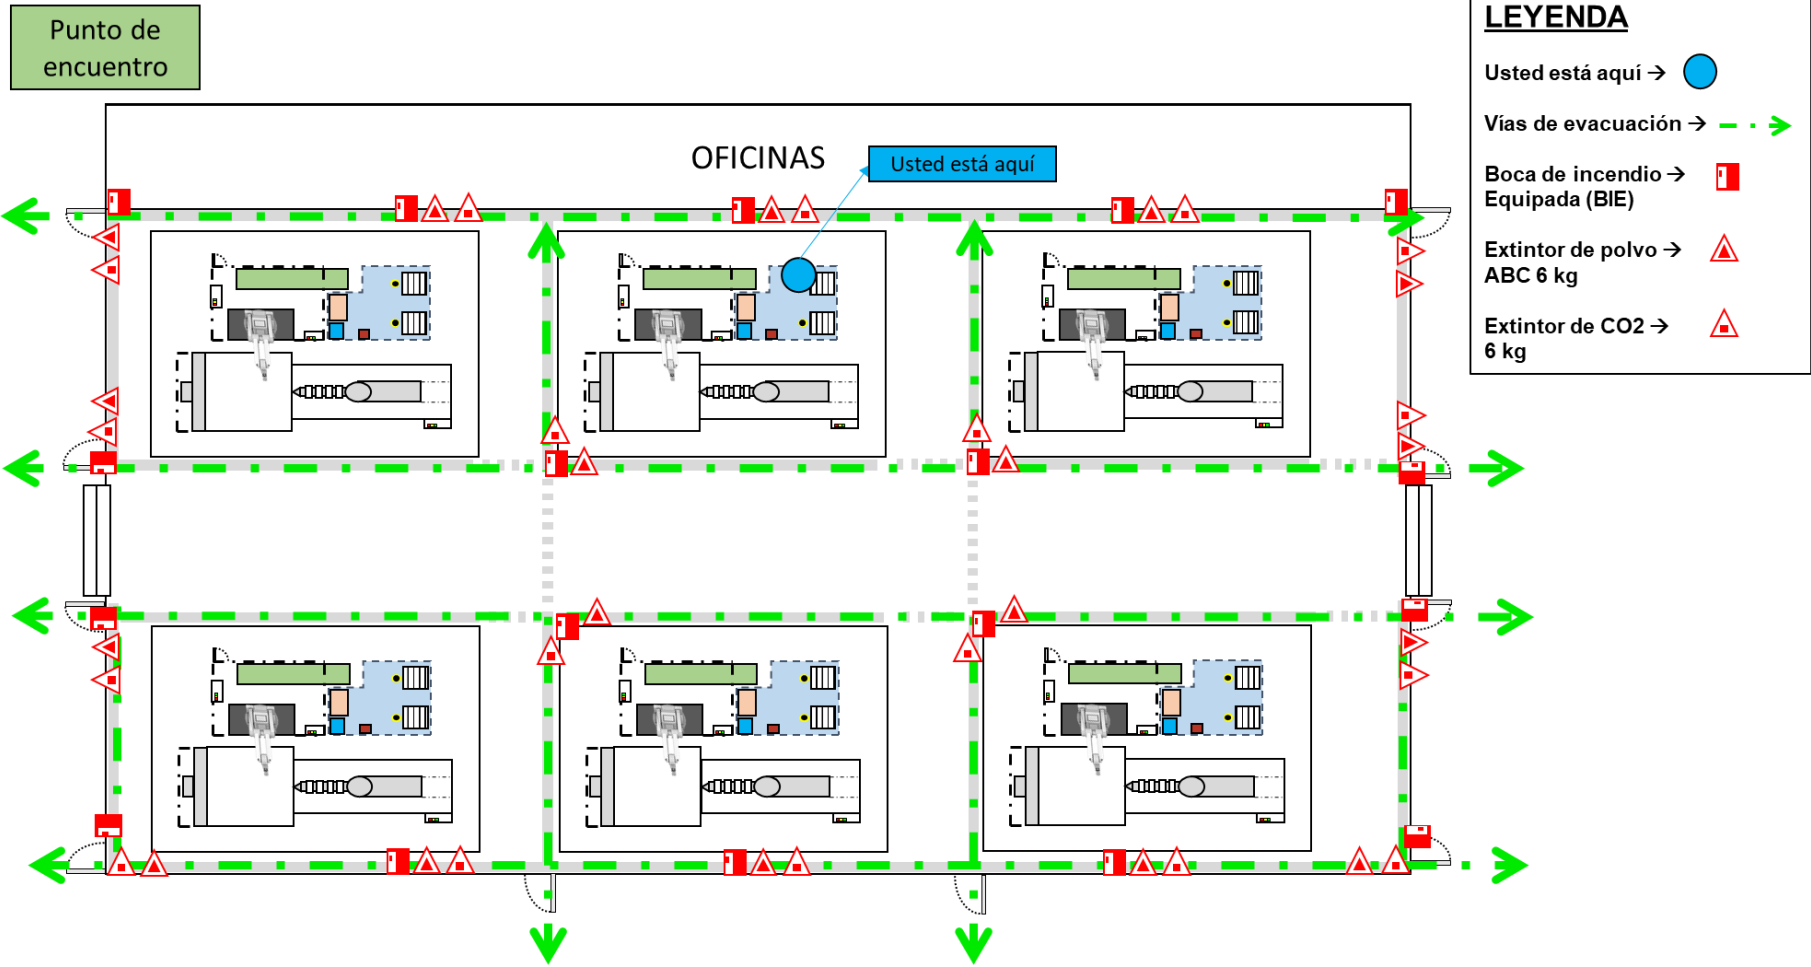 Punto de
encuentro
OFICINAS
Usted está aquí
LEYENDA
Usted está aquí →
Vías de evacuación →
Boca de incendio →
Equipada (BIE)
Extintor de polvo →
ABC 6 kg
Extintor de CO2 →
6 kg